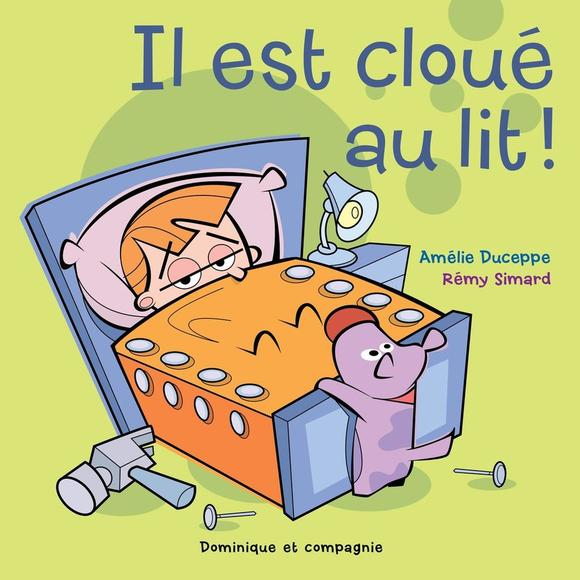 Il est cloué
au lit !
Amélie Duceppe
Rémy Simard
Dominique et compagnie